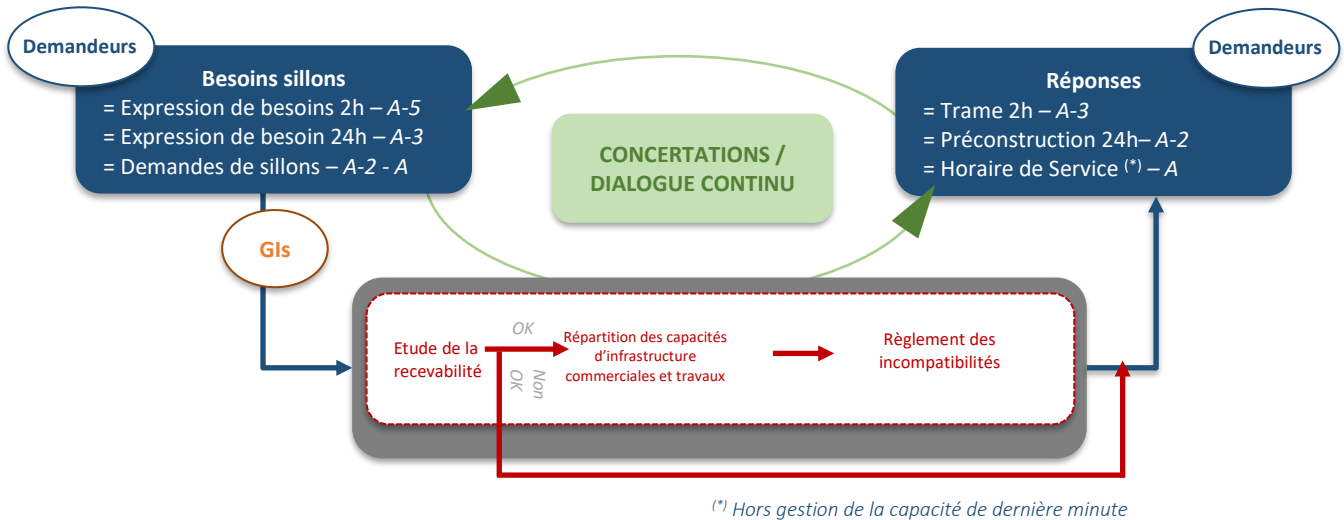 Demandeurs
Besoins sillons
= Expression de besoins 2h – A-5
= Expression de besoin 24h – A-3
= Demandes de sillons – A-2 - A
Demandeurs
Réponses
= Trame 2h – A-3
= Préconstruction 24h– A-2
= Horaire de Service (*) – A
CONCERTATIONS /
DIALOGUE CONTINU
GIs
Etude de la
recevabilité
OK
Non
OK
Répartition des capacités
d’infrastructure
commerciales et travaux
Règlement des
incompatibilités
(*) Hors gestion de la capacité de dernière minute